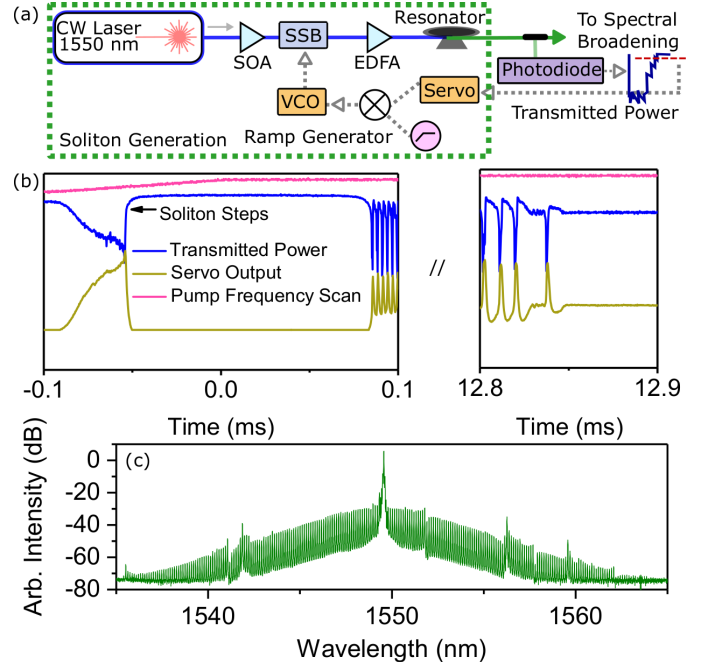 (a)
CW Laser
1550 nm
SOA
SSB
EDFA
Resonator
To Spectral
Broadening
Photodiode
VCO
Servo
Transmitted Power
Soliton Generation
Ramp Generator
(b)
Soliton Steps
Transmitted Power
Servo Output
Pump Frequency Scan
//
-0.1 0.0 0.1 12.8 12.9
Time (ms) Time (ms)
(c)
Arb. Intensity (dB)
0
-20
-40
-60
-80
1540 1550 1560
Wavelength (nm)